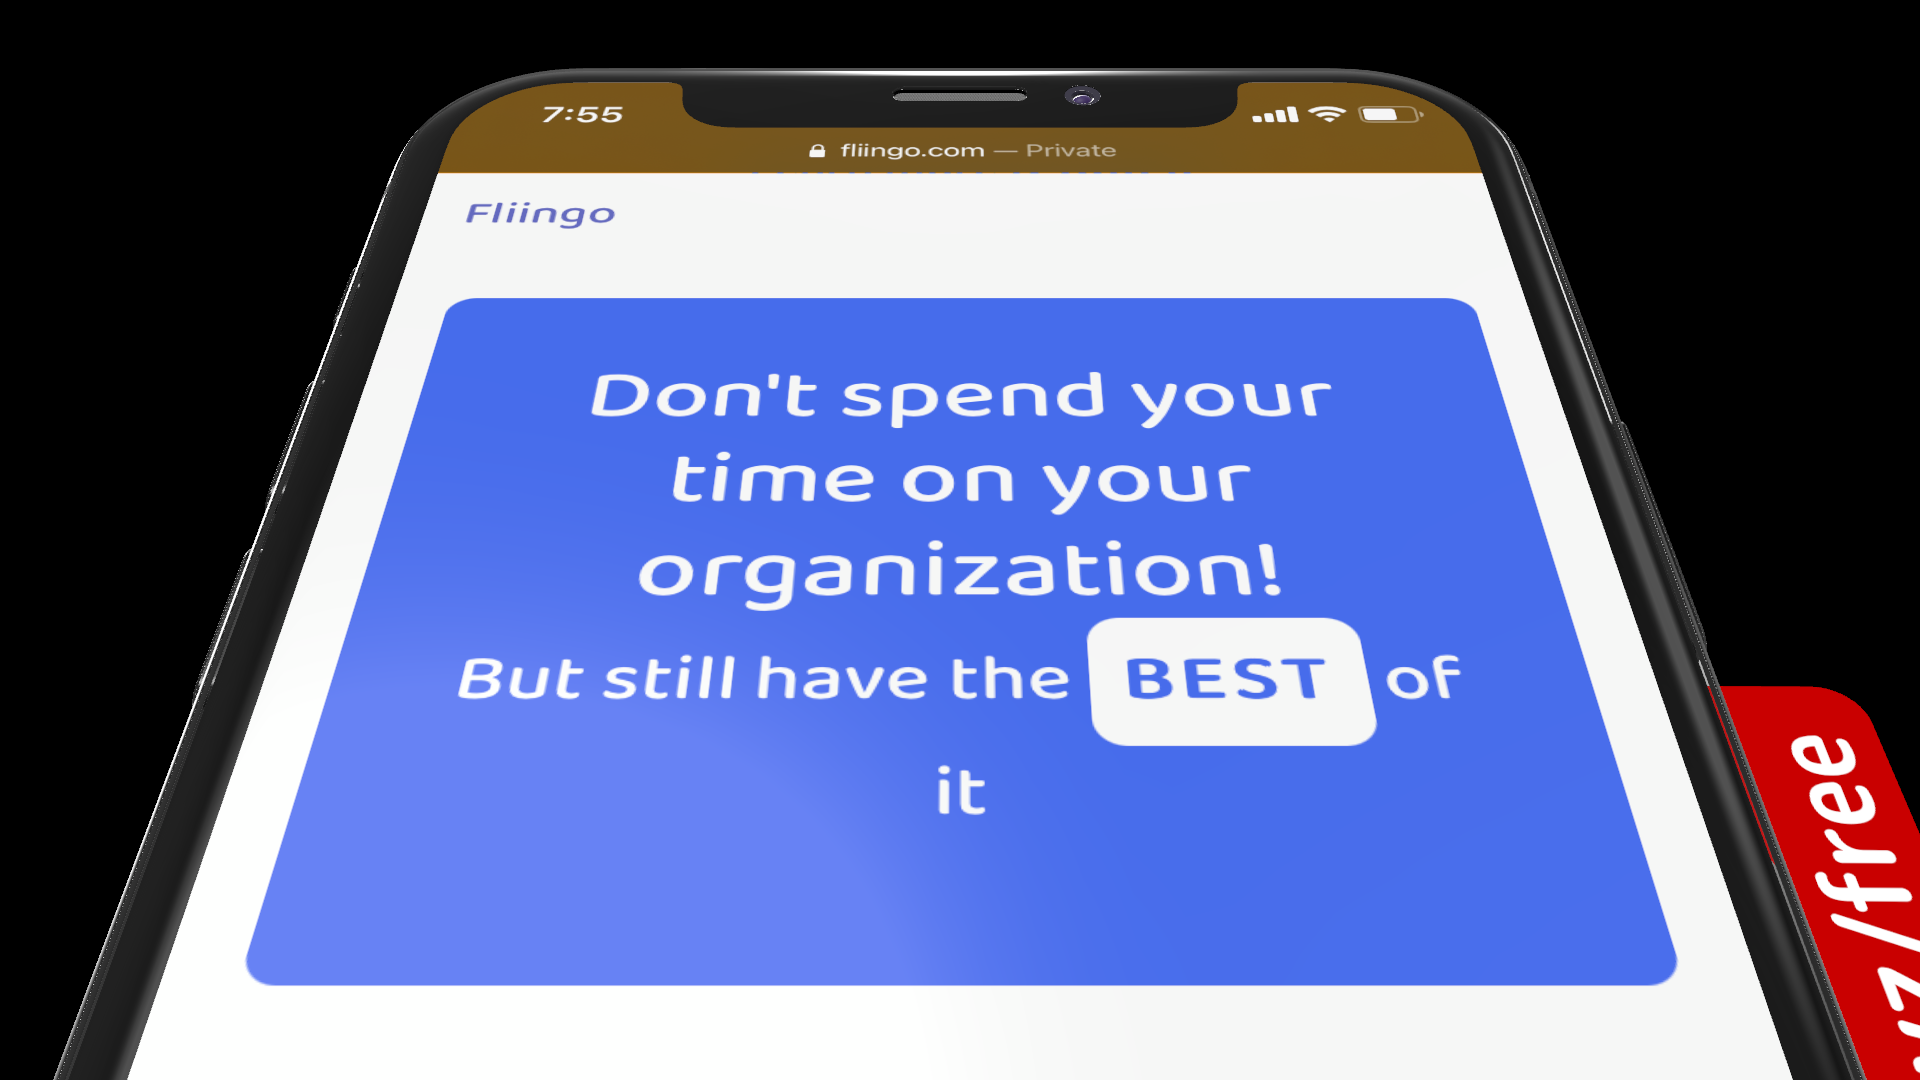 7:55
fliingo.com — Private
Fliingo
Don't spend your
time on your
organization!
But still have the BEST of
it
/free